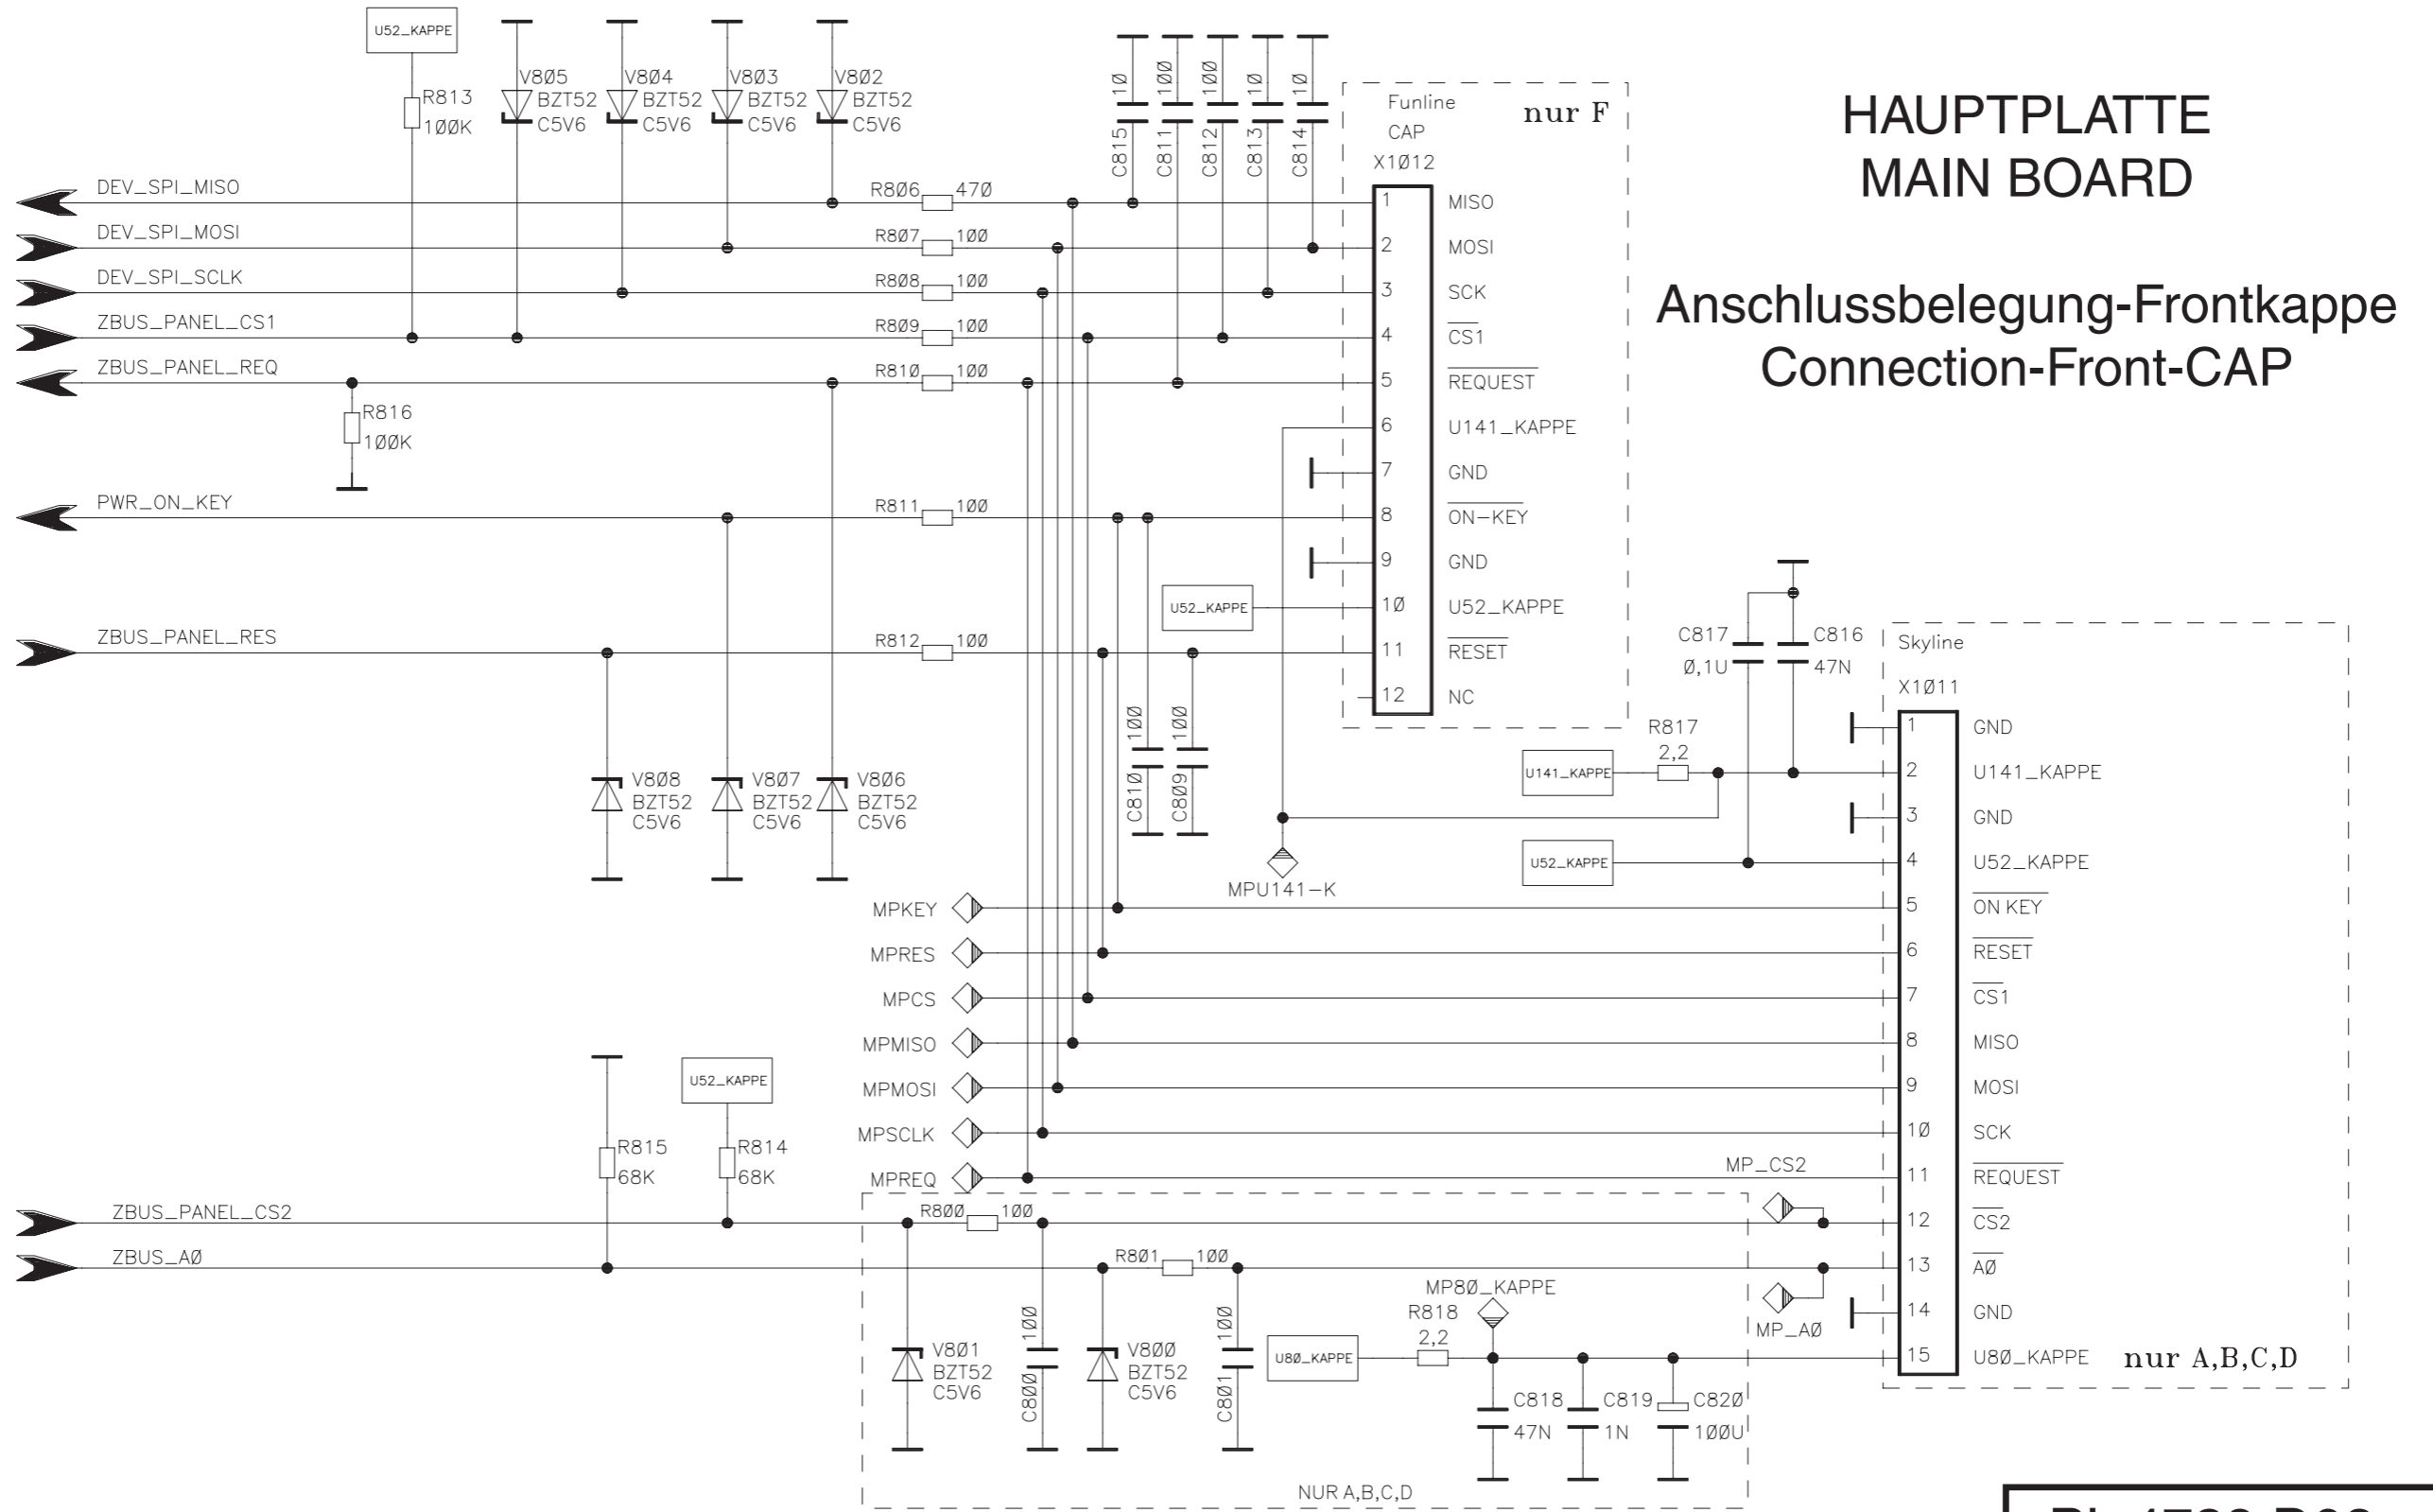 HAUPTPLATTE
MAIN BOARD
Anschlussbelegung-Frontkappe
Connection-Front-CAP
U52_KAPPE
R813
1ØØK
V8Ø5
BZT52
C5V6
V8Ø4
BZT52
C5V6
V8Ø3
BZT52
C5V6
V8Ø2
BZT52
C5V6
C815 1Ø
C811 1ØØ
C812 1ØØ
C813 1Ø
C814 1Ø
Funline
CAP
X1Ø12
nur F
DEV_SPI_MISO
R8Ø6 47Ø
1 MISO
DEV_SPI_MOSI
R8Ø7 1ØØ
2 MOSI
DEV_SPI_SCLK
R8Ø8 1ØØ
3 SCK
ZBUS_PANEL_CS1
R8Ø9 1ØØ
4 CS1
ZBUS_PANEL_REQ
R81Ø 1ØØ
5 REQUEST
R816
1ØØK
6 U141_KAPPE
7 GND
PWR_ON_KEY
R811 1ØØ
8 ON-KEY
9 GND
U52_KAPPE
1Ø U52_KAPPE
ZBUS_PANEL_RES
R812 1ØØ
11 RESET
12 NC
C81Ø 1ØØ
C8Ø9 1ØØ
V8Ø8
BZT52
C5V6
V8Ø7
BZT52
C5V6
V8Ø6
BZT52
C5V6
MPU141-K
C817
Ø,1U
C816
47N
Skyline
X1Ø11
R817
2,2
U141_KAPPE
U52_KAPPE
1 GND
2 U141_KAPPE
3 GND
4 U52_KAPPE
MPKEY
5 ON KEY
MPRES
6 RESET
MPCS
7 CS1
MPMISO
8 MISO
MPMOSI
9 MOSI
MPSCLK
1Ø SCK
MPREQ
MP_CS2
11 REQUEST
R815
68K
U52_KAPPE
R814
68K
ZBUS_PANEL_CS2
R8ØØ 1ØØ
12 CS2
ZBUS_AØ
R8Ø1 1ØØ
13 AØ
MP_AØ
14 GND
15 U8Ø_KAPPE
nur A,B,C,D
V8Ø1
BZT52
C5V6
C8ØØ 1ØØ
V8ØØ
BZT52
C5V6
C8Ø1 1ØØ
U8Ø_KAPPE
MP8Ø_KAPPE
R818
2,2
C818
47N
C819
1N
C82Ø
1ØØU
NUR A,B,C,D